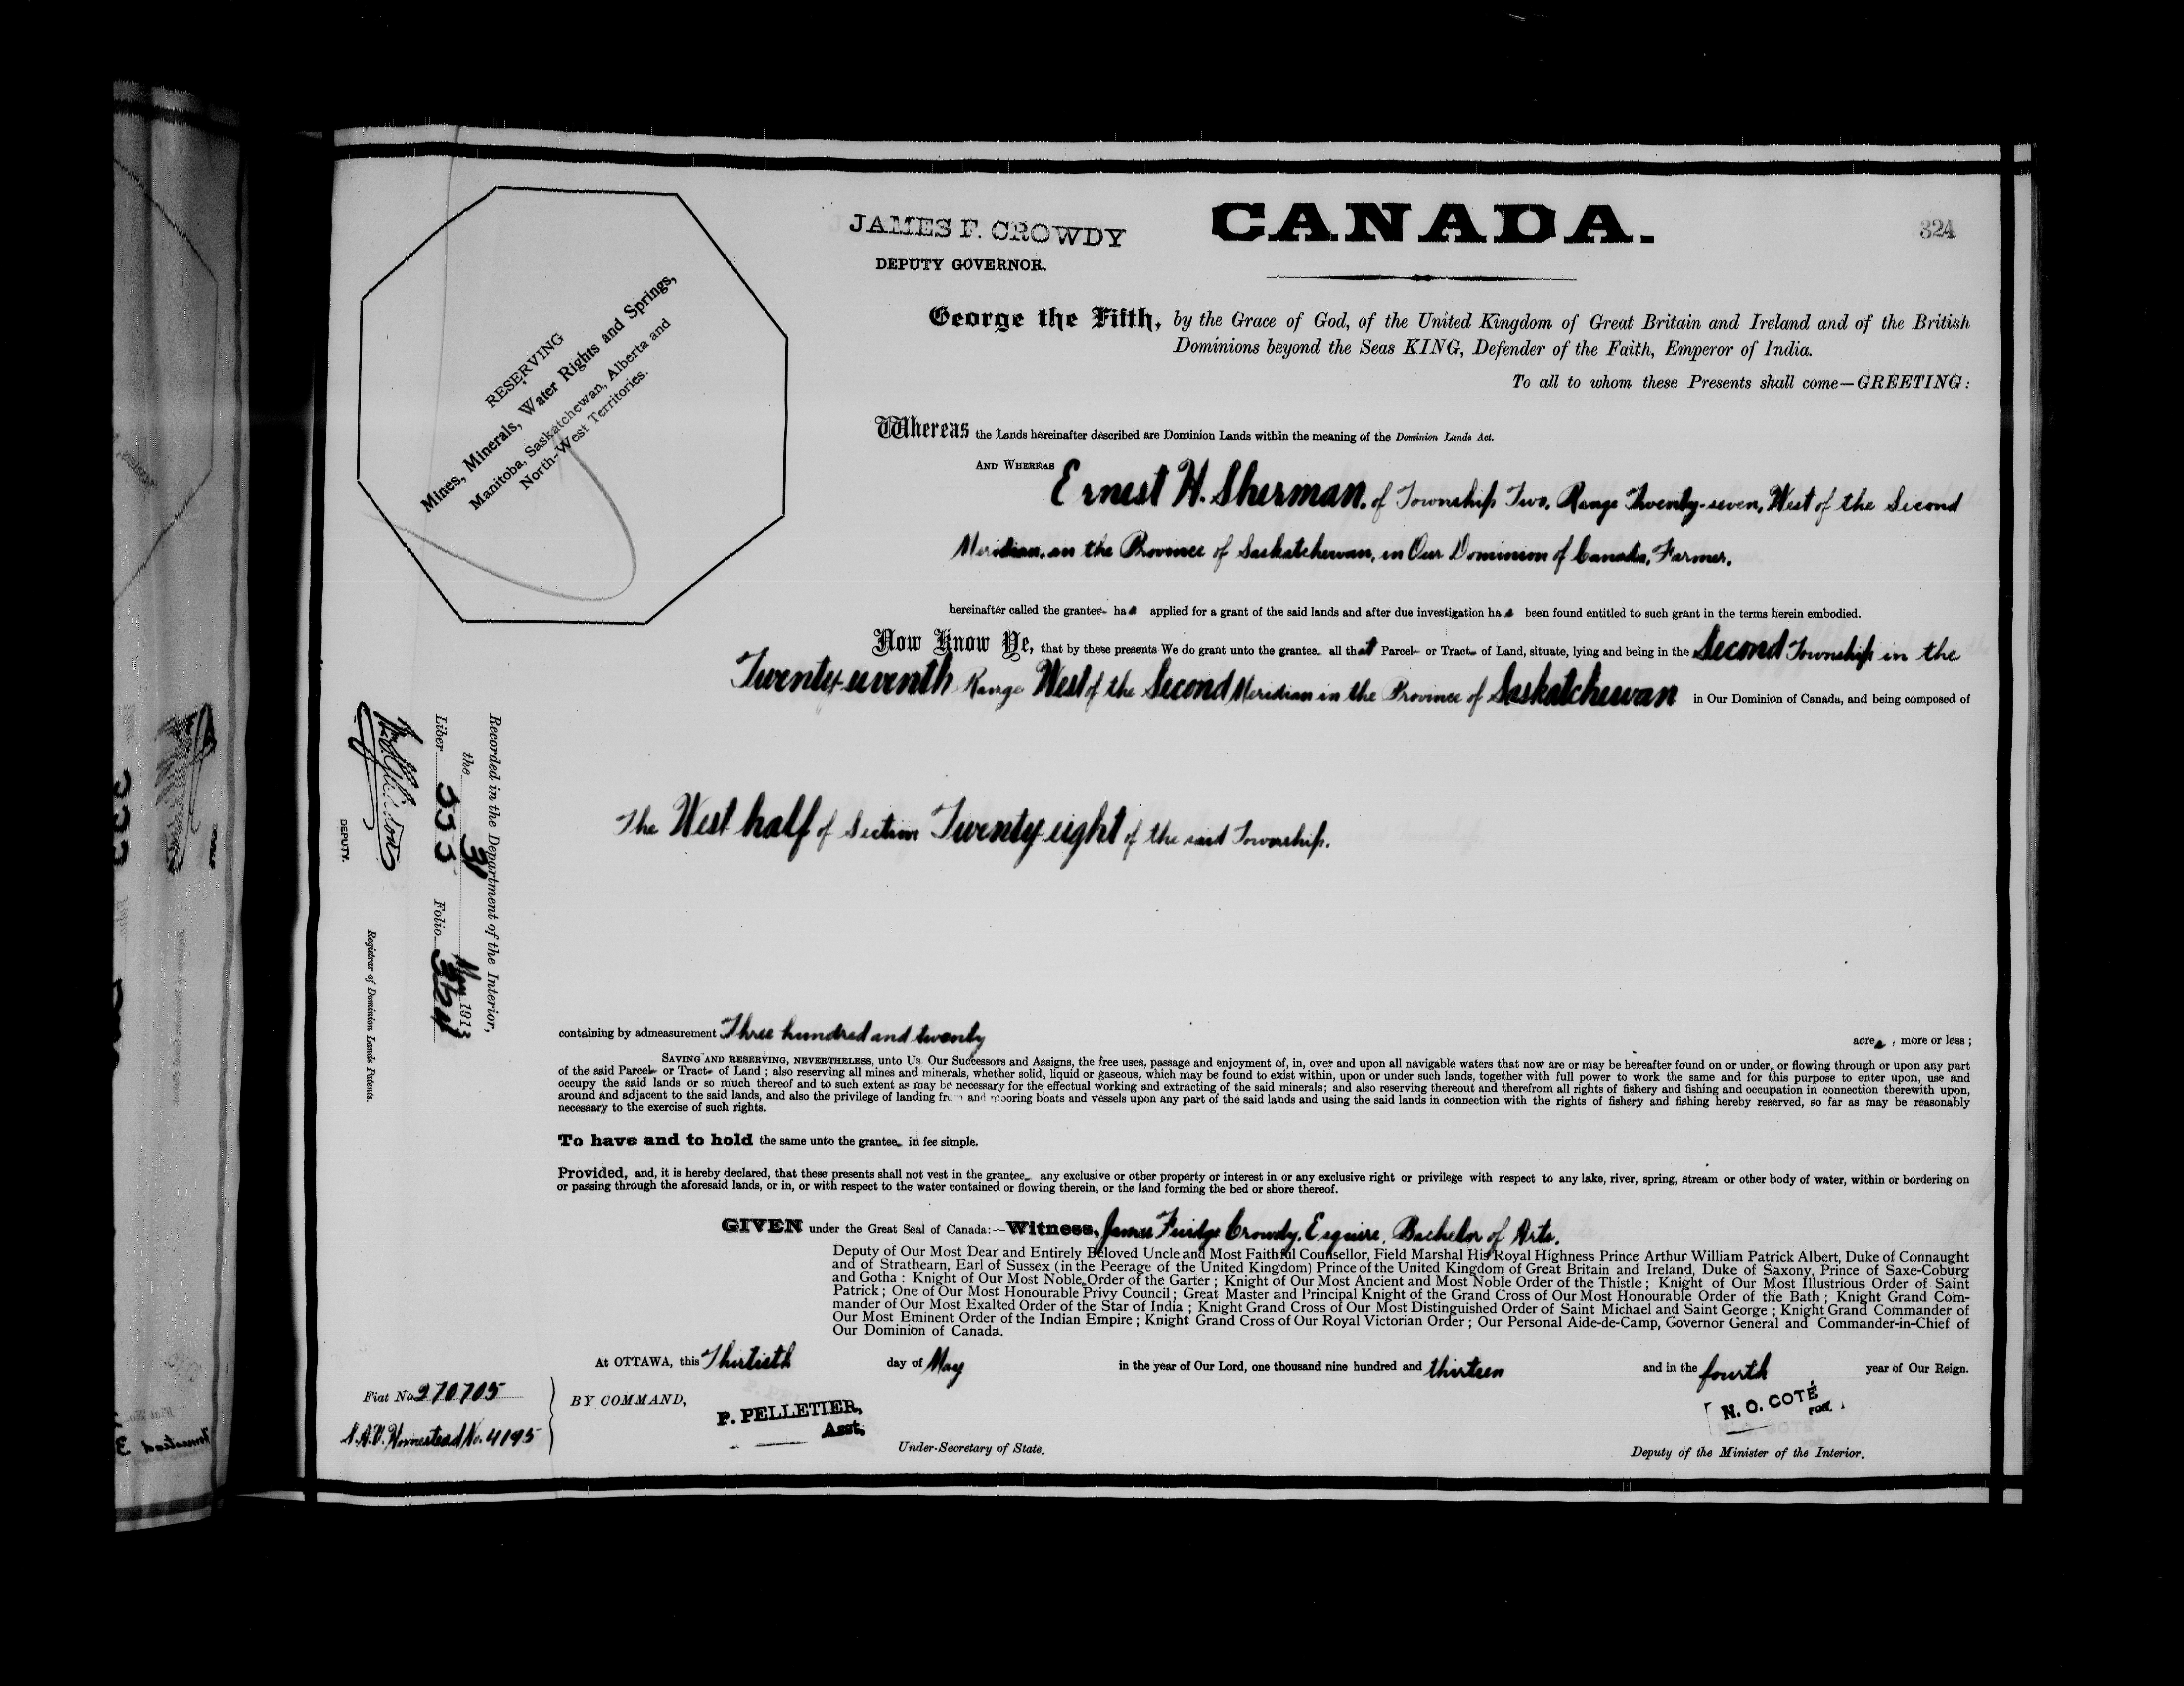 CANADA.
324
JAMES F. CROWDY
DEPUTY GOVERNOR.
RESERVING
Mines, Minerals, Water Rights and Springs,
Manitoba, Saskatchewan, Alberta and
North-West Territories.
George the Fifth, by the Grace of God, of the United Kingdom of Great Britain and Ireland and of the British
Dominions beyond the Seas KING, Defender of the Faith, Emperor of India.
To all to whom these Presents shall come—GREETING:
Whereas the Lands hereinafter described are Dominion Lands within the meaning of the Dominion Lands Act.
AND WHEREAS Ernest H. Sherman, of Township Two, Range Twenty-seven, West of the Second
Meridian, in the Province of Saskatchewan, in Our Dominion of Canada, Farmer,
hereinafter called the grantee has applied for a grant of the said lands and after due investigation has been found entitled to such grant in the terms herein embodied.
Now Know Ye, that by these presents We do grant unto the grantee all that Parcel or Tract of Land, situate, lying and being in the Second Township in the
Twenty-seventh Range West of the Second Meridian in the Province of Saskatchewan in Our Dominion of Canada, and being composed of
The West half of Section Twenty-eight of the said Township.
containing by admeasurement Three hundred and twenty acres, more or less;
SAVING AND RESERVING, NEVERTHELESS, unto Us Our Successors and Assigns, the free uses, passage and enjoyment of, in, over and upon all navigable waters that now are or may be hereafter found on or under, or flowing through or upon any part
of the said Parcel or Tract of Land; also reserving all mines and minerals, whether solid, liquid or gaseous, which may be found to exist within, upon or under such lands, together with full power to work the same and for this purpose to enter upon, use and
occupy the said lands or so much thereof and to such extent as may be necessary for the effectual working and extracting of the said minerals; and also reserving thereout and therefrom all rights of fishery and fishing and occupation in connection therewith upon,
around and adjacent to the said lands, and also the privilege of landing from and mooring boats and vessels upon any part of the said lands and using the said lands in connection with the rights of fishery and fishing hereby reserved, so far as may be reasonably
necessary to the exercise of such rights.
To have and to hold the same unto the grantee in fee simple.
Provided, and, it is hereby declared, that these presents shall not vest in the grantee any exclusive or other property or interest in or any exclusive right or privilege with respect to any lake, river, spring, stream or other body of water, within or bordering on
or passing through the aforesaid lands, or in, or with respect to the water contained or flowing therein, or the land forming the bed or shore thereof.
GIVEN under the Great Seal of Canada:—Witness, James Fuidge Crowdy, Esquire, Bachelor of Arts,
Deputy of Our Most Dear and Entirely Beloved Uncle and Most Faithful Counsellor, Field Marshal His Royal Highness Prince Arthur William Patrick Albert, Duke of Connaught
and of Strathearn, Earl of Sussex (in the Peerage of the United Kingdom) Prince of the United Kingdom of Great Britain and Ireland, Duke of Saxony, Prince of Saxe-Coburg
and Gotha: Knight of Our Most Noble Order of the Garter; Knight of Our Most Ancient and Most Noble Order of the Thistle; Knight of Our Most Illustrious Order of Saint
Patrick; One of Our Most Honourable Privy Council; Great Master and Principal Knight of the Grand Cross of Our Most Honourable Order of the Bath; Knight Grand Com-
mander of Our Most Exalted Order of the Star of India; Knight Grand Cross of Our Most Distinguished Order of Saint Michael and Saint George; Knight Grand Commander of
Our Most Eminent Order of the Indian Empire; Knight Grand Cross of Our Royal Victorian Order; Our Personal Aide-de-Camp, Governor General and Commander-in-Chief of
Our Dominion of Canada.
At OTTAWA, this Thirtieth day of May in the year of Our Lord, one thousand nine hundred and thirteen and in the fourth year of Our Reign.
BY COMMAND,
P. PELLETIER,
Asst.
Under-Secretary of State.
N. O. COTÉ
FOR.
Deputy of the Minister of the Interior.
Fiat No. 270705
S.A.V. Homestead No. 4195
Recorded in the Department of the Interior,
the 31 May 1913
Liber 333 Folio 324
DEPUTY.
Registrar of Dominion Lands Patents.